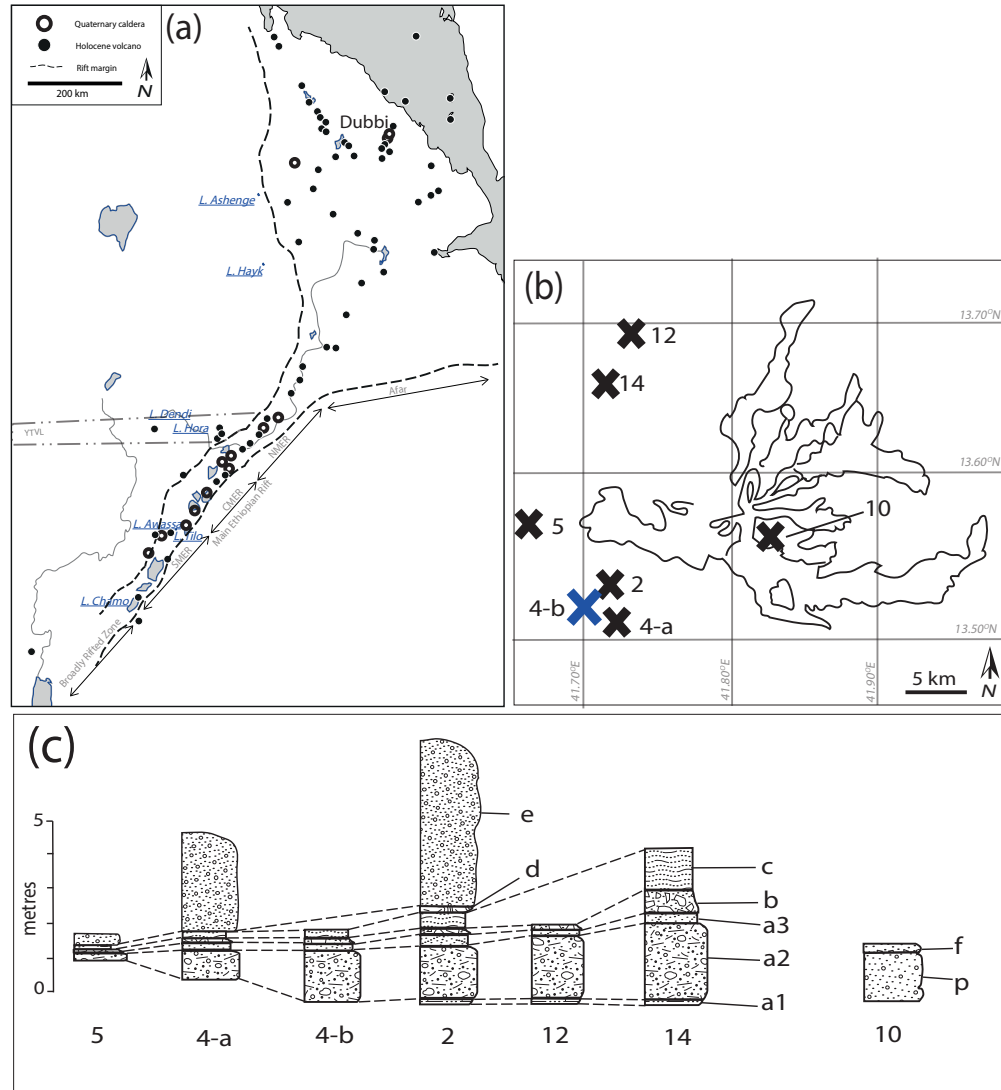 (a)
Quaternary caldera
Holocene volcano
Rift margin
200 km
N
Dubbi
L. Ashenge
L. Hayk
Afar
L. Dendi
YTVL
L. Hora
NMER
CMER
Main Ethiopian Rift
L. Awassa
L. Tilo
SMER
L. Chamo
Broadly Rifted Zone
(b)
13.70°N
12
14
13.60°N
10
5
2
4-b
4-a
13.50°N
41.70°E
41.80°E
41.90°E
5 km
N
(c)
5
metres
0
e
d
c
b
a3
a2
a1
f
p
5
4-a
4-b
2
12
14
10